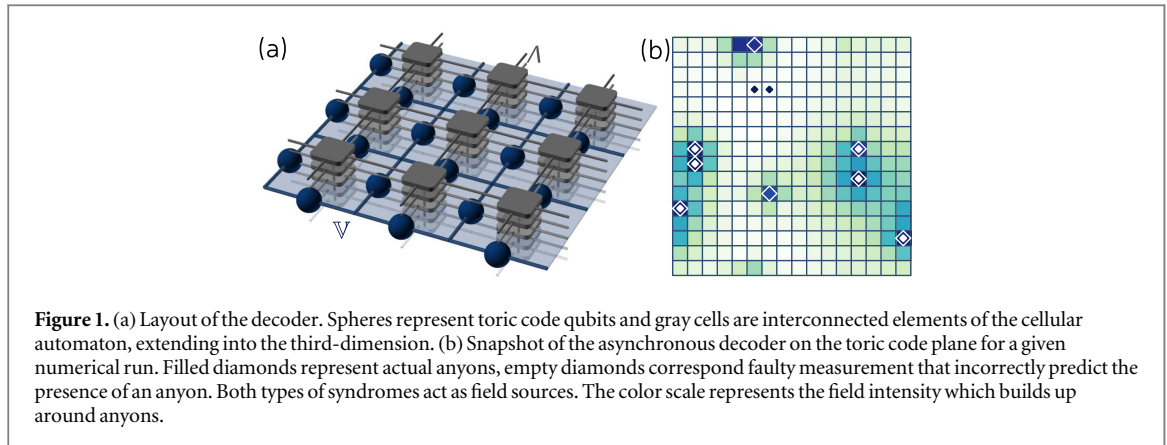 (a)
Λ
𝕍
(b)
Figure 1. (a) Layout of the decoder. Spheres represent toric code qubits and gray cells are interconnected elements of the cellular
automaton, extending into the third-dimension. (b) Snapshot of the asynchronous decoder on the toric code plane for a given
numerical run. Filled diamonds represent actual anyons, empty diamonds correspond faulty measurement that incorrectly predict the
presence of an anyon. Both types of syndromes act as field sources. The color scale represents the field intensity which builds up
around anyons.